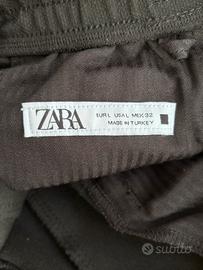 ZARA
EUR L USA L MEX 32
MADE IN TURKEY
subito